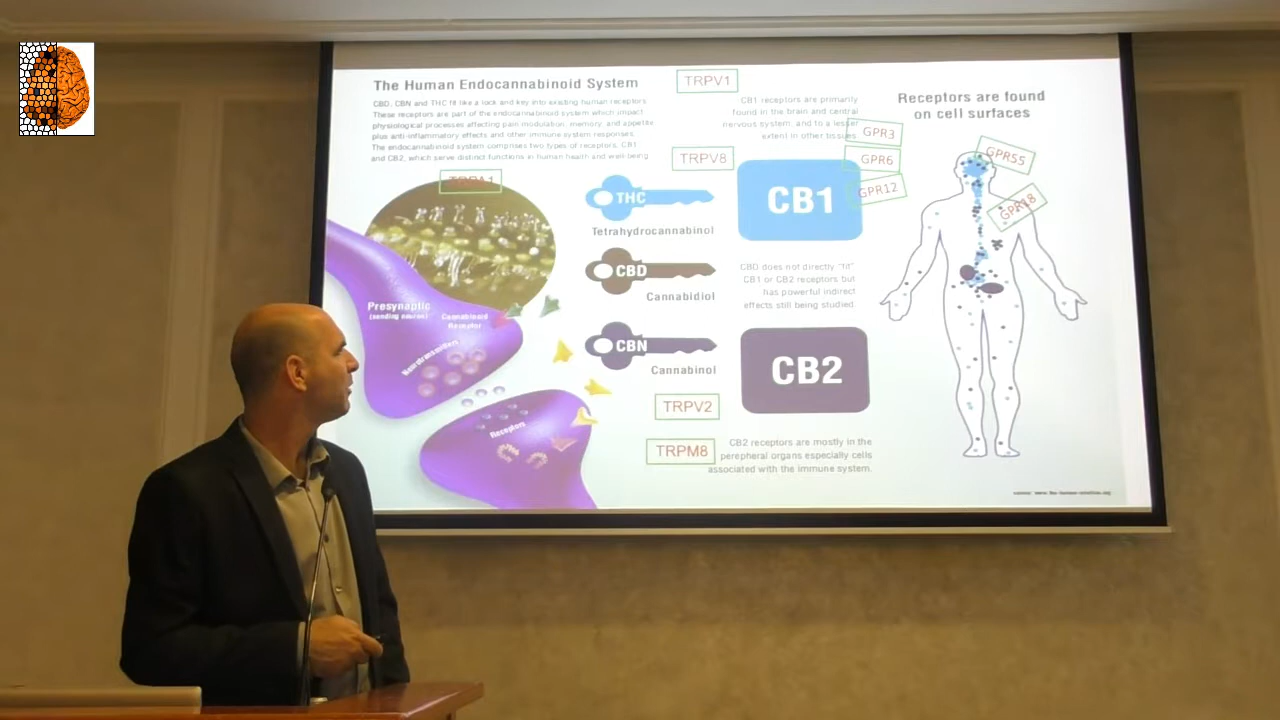 The Human Endocannabinoid System
CBD, CBN and THC fit like a lock and key into existing human receptors.
These receptors are part of the endocannabinoid system which impact
physiological processes affecting pain modulation, memory, and appetite
plus anti-inflammatory effects and other immune system responses.
The endocannabinoid system comprises two types of receptors, CB1
and CB2, which serve distinct functions in human health and well-being.
TRPA1
Presynaptic
(sending neuron)
Cannabinoid
Receptor
Neurotransmitters
Receptors
TRPV1
CB1 receptors are primarily
found in the brain and central
nervous system, and to a lesser
extent in other tissues.
TRPV8
THC
Tetrahydrocannabinol
CB1
CBD
Cannabidiol
CBD does not directly "fit"
CB1 or CB2 receptors but
has powerful indirect
effects still being studied.
CBN
Cannabinol
CB2
TRPV2
TRPM8
CB2 receptors are mostly in the
perepheral organs especially cells
associated with the immune system.
GPR3
GPR6
GPR12
Receptors are found
on cell surfaces
GPR55
GPR18